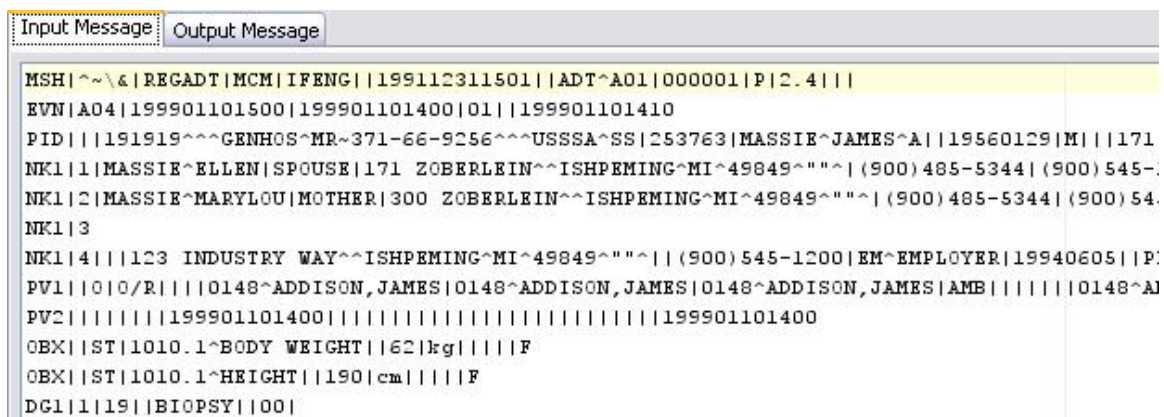 Input Message Output Message
MSH|^~\&|REGADT|MCM|IFENG||199112311501||ADT^A01|000001|P|2.4|||
EVN|A04|199901101500|199901101400|01||199901101410
PID|||191919^^^GENHOS^MR~371-66-9256^^^USSSA^SS|253763|MASSIE^JAMES^A||19560129|M|||171
NK1|1|MASSIE^ELLEN|SPOUSE|171 ZOBERLEIN^^ISHPEMING^MI^49849^""^|(900)485-5344|(900)545-
NK1|2|MASSIE^MARYLOU|MOTHER|300 ZOBERLEIN^^ISHPEMING^MI^49849^""^|(900)485-5344|(900)54
NK1|3
NK1|4|||123 INDUSTRY WAY^^ISHPEMING^MI^49849^""^||(900)545-1200|EM^EMPLOYER|19940605||P
PV1||O|O/R||||0148^ADDISON,JAMES|0148^ADDISON,JAMES|0148^ADDISON,JAMES|AMB|||||||0148^A
PV2||||||||199901101400||||||||||||||||||||||||||199901101400
OBX||ST|1010.1^BODY WEIGHT||62|kg|||||F
OBX||ST|1010.1^HEIGHT||190|cm|||||F
DG1|1|19||BIOPSY||00|